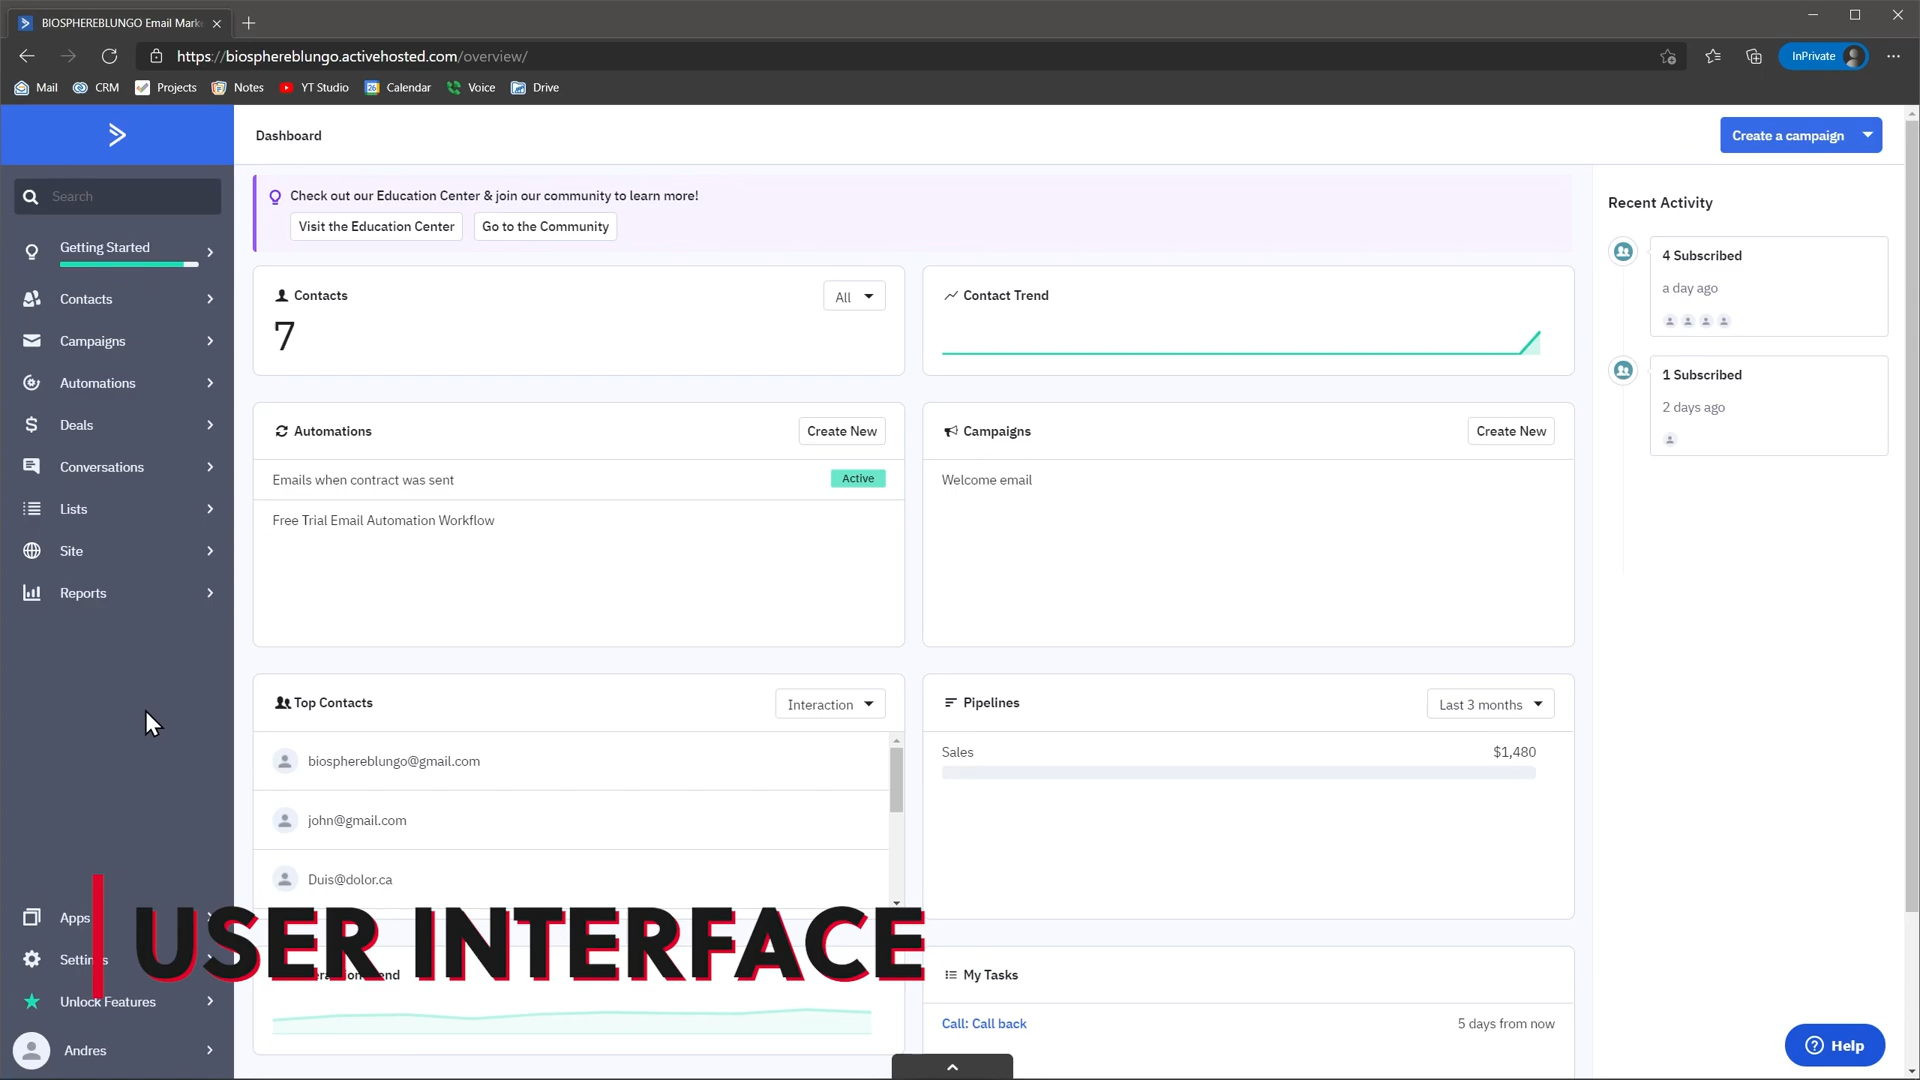 BIOSPHEREBLUNGO Email Mark
https://biosphereblungo.activehosted.com/overview/
InPrivate
Mail
CRM
Projects
Notes
YT Studio
Calendar
Voice
Drive
Dashboard
Create a campaign
Search
Getting Started
Contacts
Campaigns
Automations
Deals
Conversations
Lists
Site
Reports
Apps
Settings
Unlock Features
Andres
Check out our Education Center & join our community to learn more!
Visit the Education Center
Go to the Community
Contacts
All
7
Contact Trend
Automations
Create New
Emails when contract was sent
Active
Free Trial Email Automation Workflow
Campaigns
Create New
Welcome email
Top Contacts
Interaction
biosphereblungo@gmail.com
john@gmail.com
Duis@dolor.ca
Pipelines
Last 3 months
Sales
$1,480
USER INTERFACE
My Tasks
Call: Call back
5 days from now
Recent Activity
4 Subscribed
a day ago
1 Subscribed
2 days ago
Help